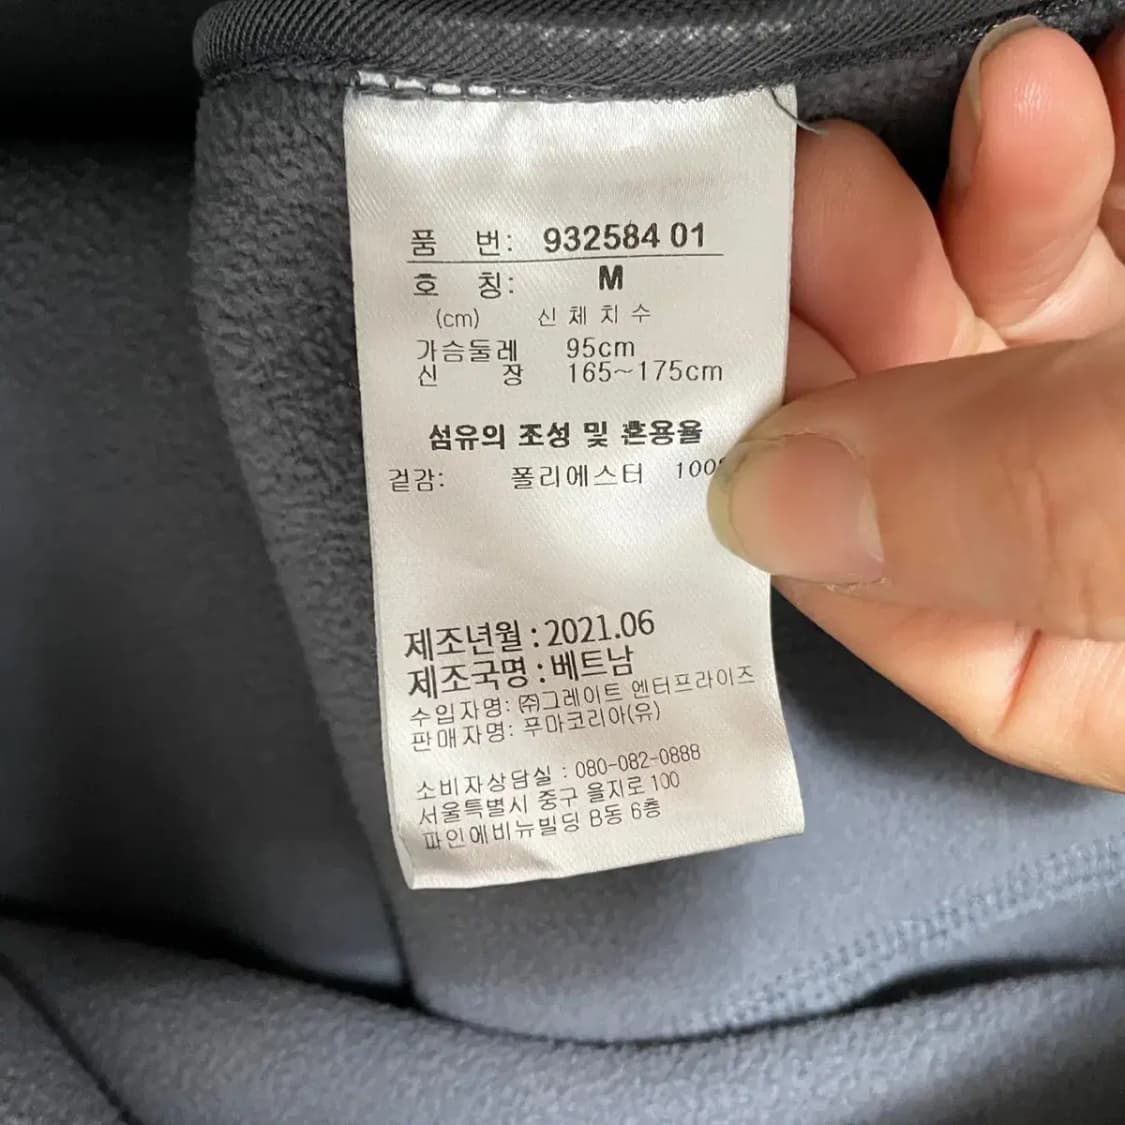 품 번: 932584 01
호 칭: M
(cm) 신 체 치 수
가슴둘레 95cm
신 장 165~175cm
섬유의 조성 및 혼용율
겉감: 폴리에스터 100%
제조년월 : 2021.06
제조국명 : 베트남
수입자명: ㈜그레이트 엔터프라이즈
판매자명: 푸마코리아(유)
소비자상담실 : 080-082-0888
서울특별시 중구 을지로 100
파인에비뉴빌딩 B동 6층